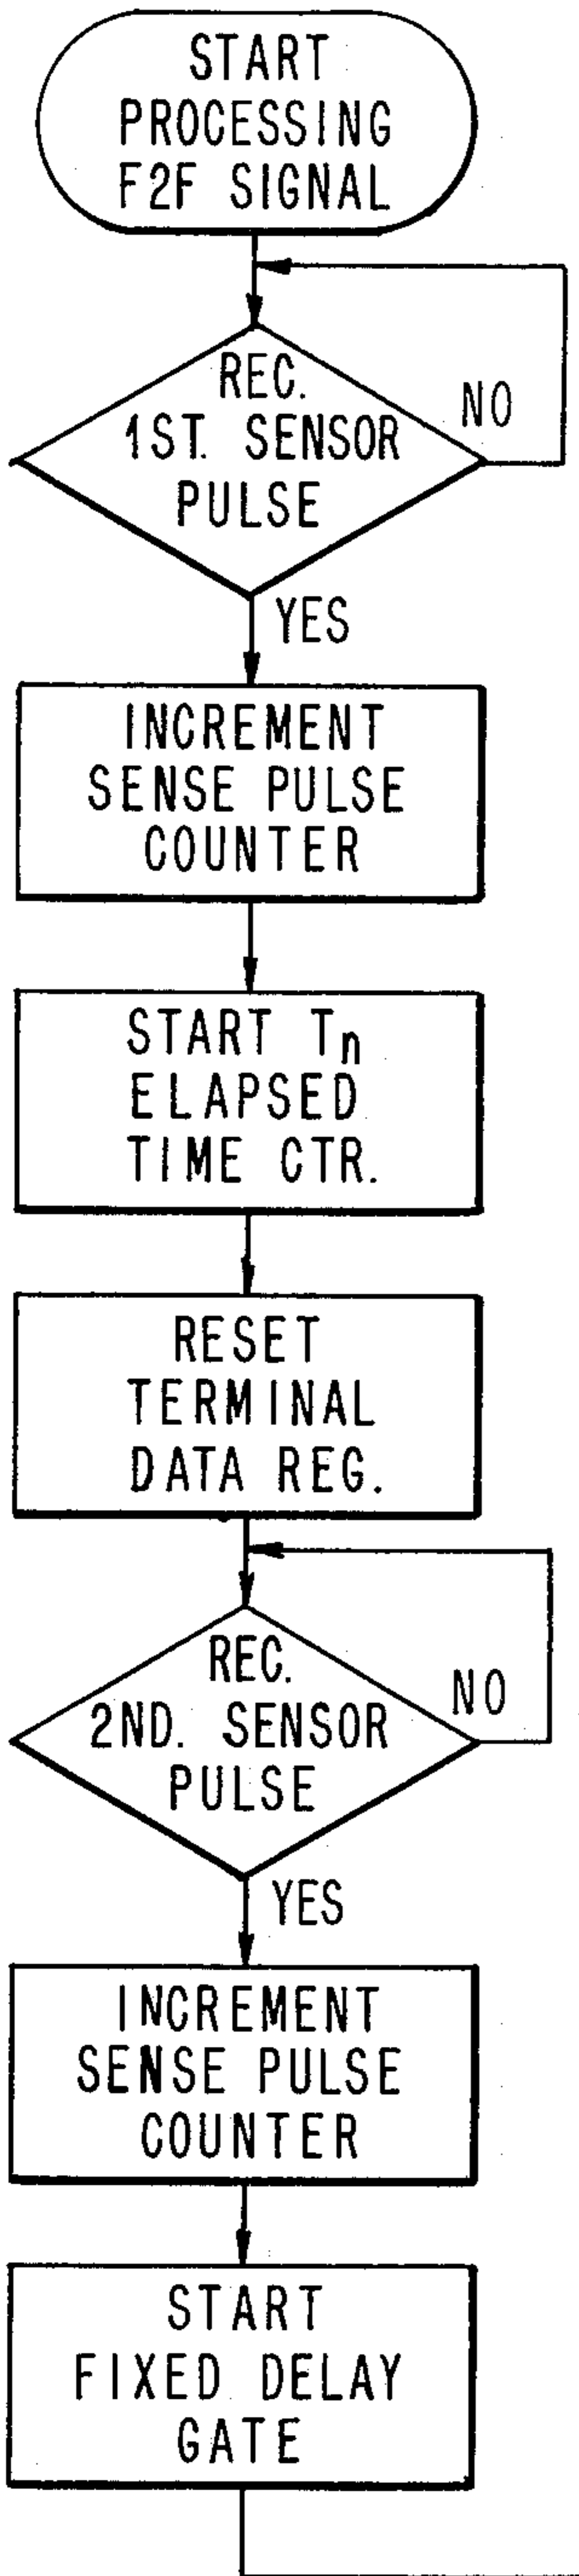 START
PROCESSING
F2F SIGNAL
REC.
1ST. SENSOR
PULSE
NO
YES
INCREMENT
SENSE PULSE
COUNTER
START Tn
ELAPSED
TIME CTR.
RESET
TERMINAL
DATA REG.
REC.
2ND. SENSOR
PULSE
NO
YES
INCREMENT
SENSE PULSE
COUNTER
START
FIXED DELAY
GATE